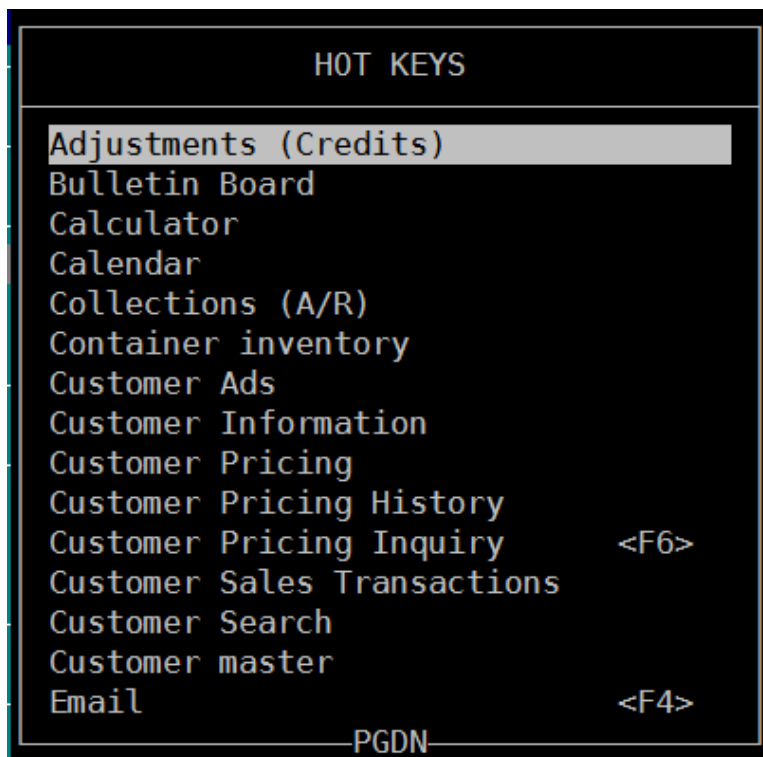 HOT KEYS
Adjustments (Credits)
Bulletin Board
Calculator
Calendar
Collections (A/R)
Container inventory
Customer Ads
Customer Information
Customer Pricing
Customer Pricing History
Customer Pricing Inquiry <F6>
Customer Sales Transactions
Customer Search
Customer master
Email <F4>
PGDN